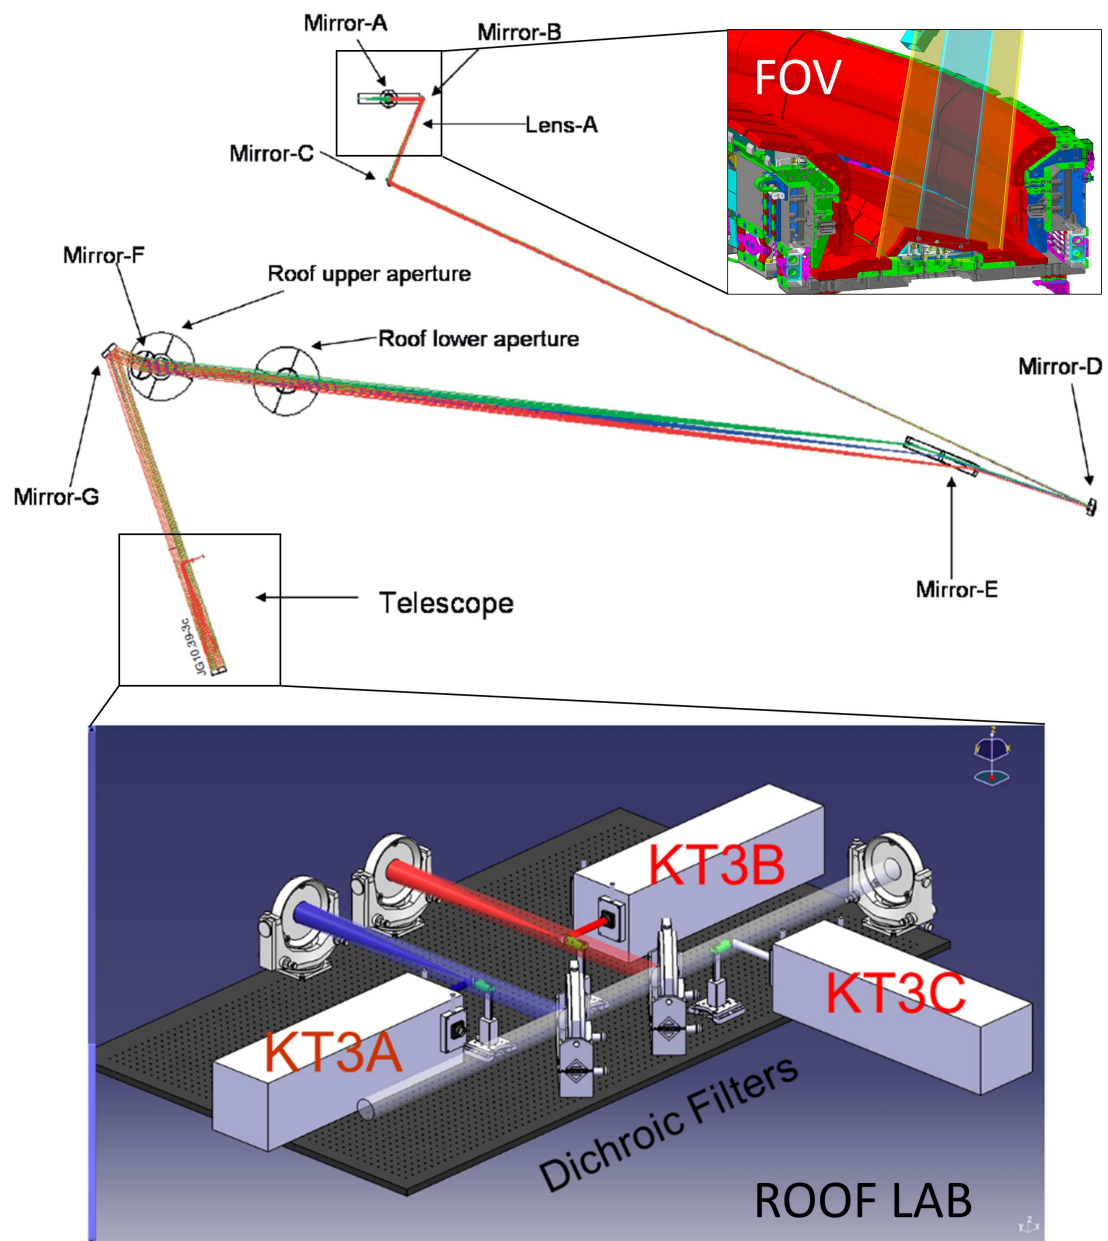 Mirror-A
Mirror-B
FOV
Lens-A
Mirror-C
Mirror-F
Roof upper aperture
Roof lower aperture
Mirror-D
Mirror-G
Mirror-E
Telescope
JG10.39-3c
KT3B
KT3C
KT3A
Dichroic Filters
ROOF LAB